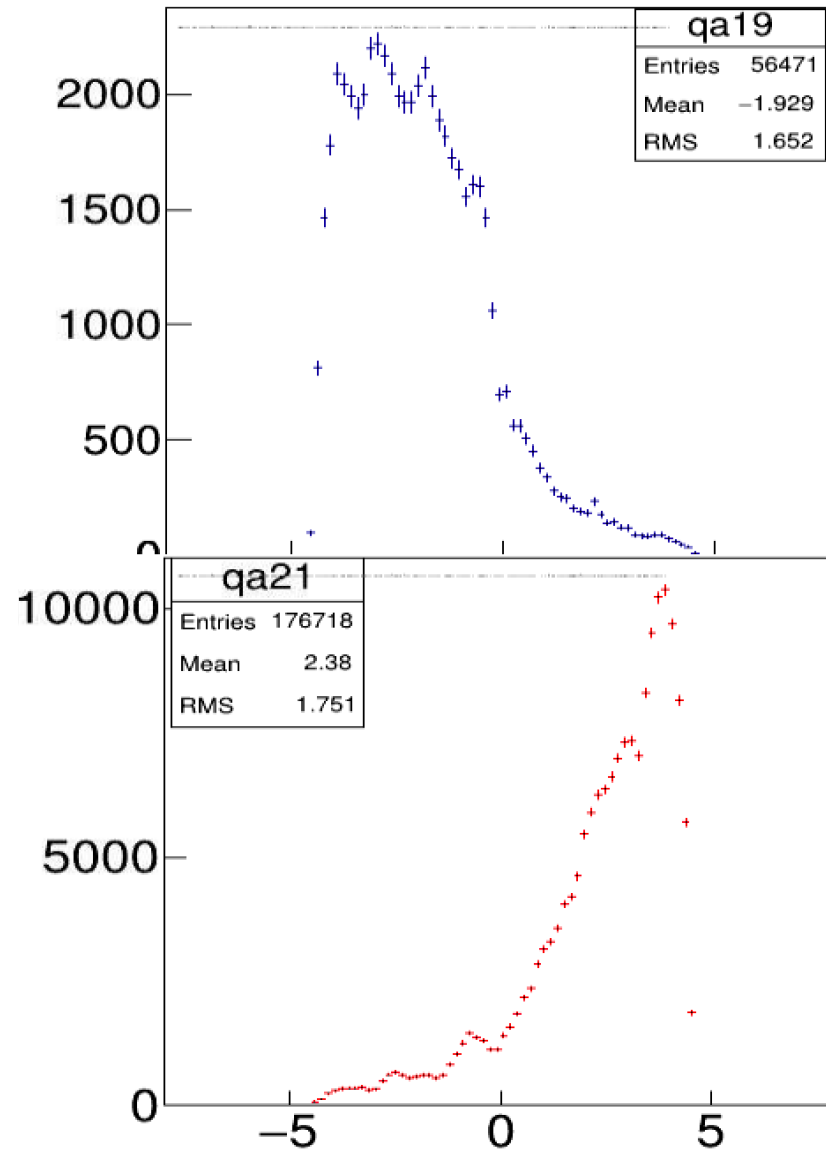 qa19
Entries 56471
Mean −1.929
RMS 1.652
2000
1500
1000
500
0
qa21
Entries 176718
Mean 2.38
RMS 1.751
10000
5000
0
−5 0 5